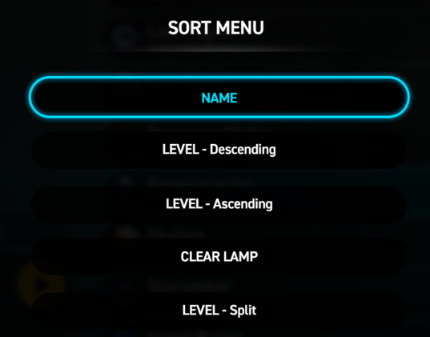 SORT MENU
NAME
LEVEL - Descending
LEVEL - Ascending
CLEAR LAMP
LEVEL - Split